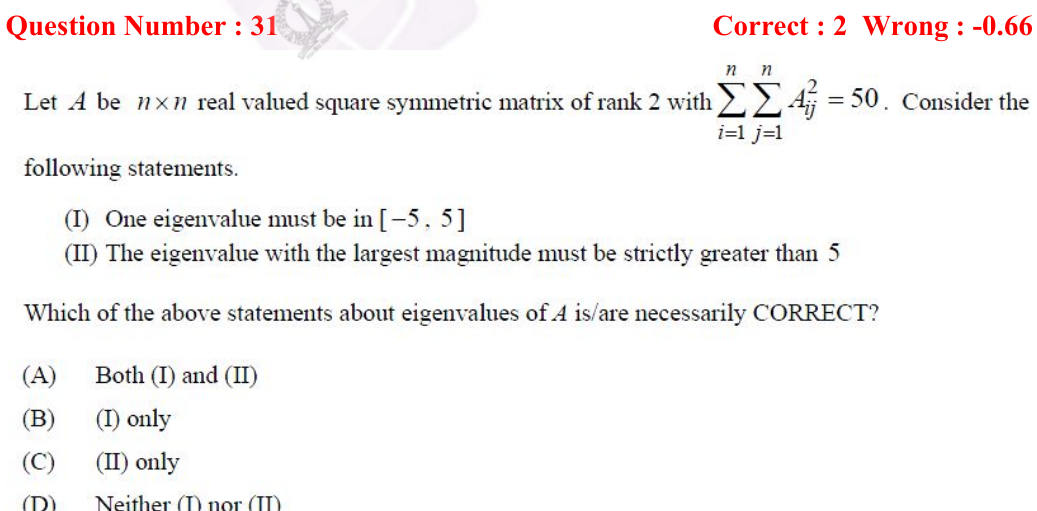 Question Number : 31 Correct : 2 Wrong : -0.66
Let A be n×n real valued square symmetric matrix of rank 2 with $\sum_{i=1}^{n}\sum_{j=1}^{n} A_{ij}^{2} = 50$. Consider the
following statements.
(I) One eigenvalue must be in [−5, 5]
(II) The eigenvalue with the largest magnitude must be strictly greater than 5
Which of the above statements about eigenvalues of A is/are necessarily CORRECT?
(A) Both (I) and (II)
(B) (I) only
(C) (II) only
(D) Neither (I) nor (II)